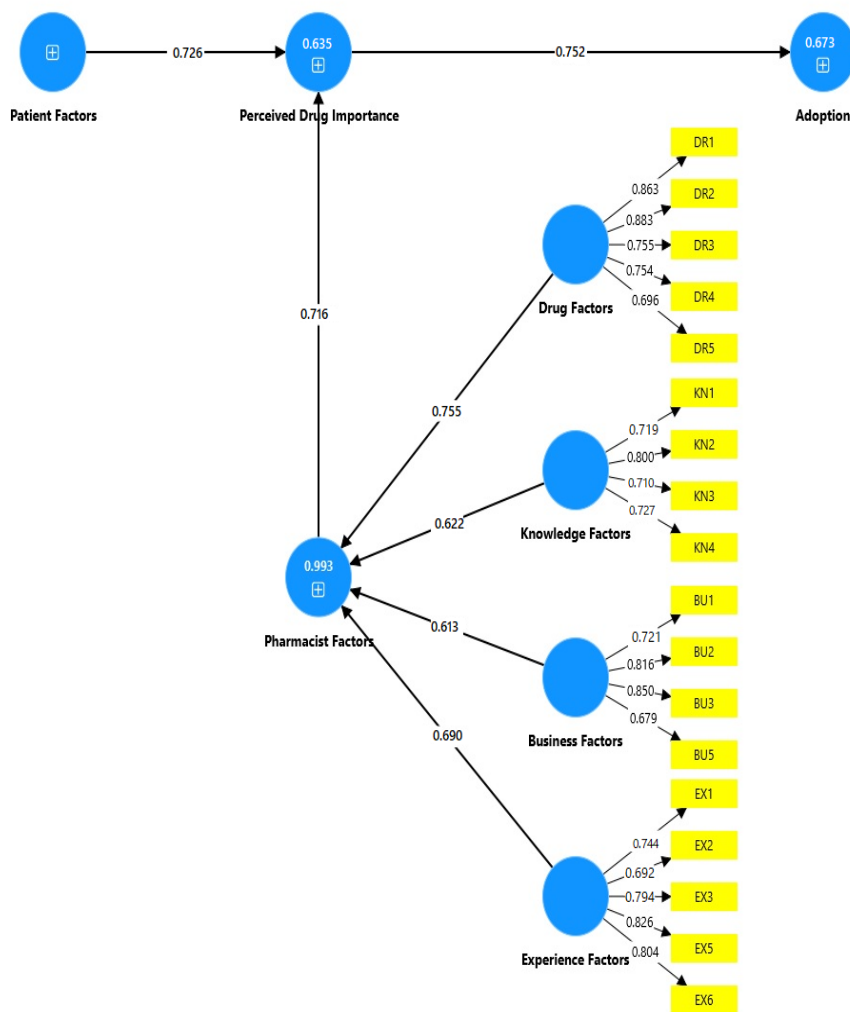 0.726
0.635
0.752
0.673
Patient Factors
Perceived Drug Importance
Adoption
DR1
0.863
DR2
0.883
DR3
0.755
DR4
0.754
0.696
Drug Factors
DR5
0.716
KN1
0.755
0.719
KN2
0.800
KN3
0.710
0.727
0.622
Knowledge Factors
KN4
0.993
BU1
0.613
Pharmacist Factors
0.721
BU2
0.816
BU3
0.850
0.679
0.690
Business Factors
BU5
EX1
0.744
EX2
0.692
EX3
0.794
0.826
EX5
0.804
Experience Factors
EX6